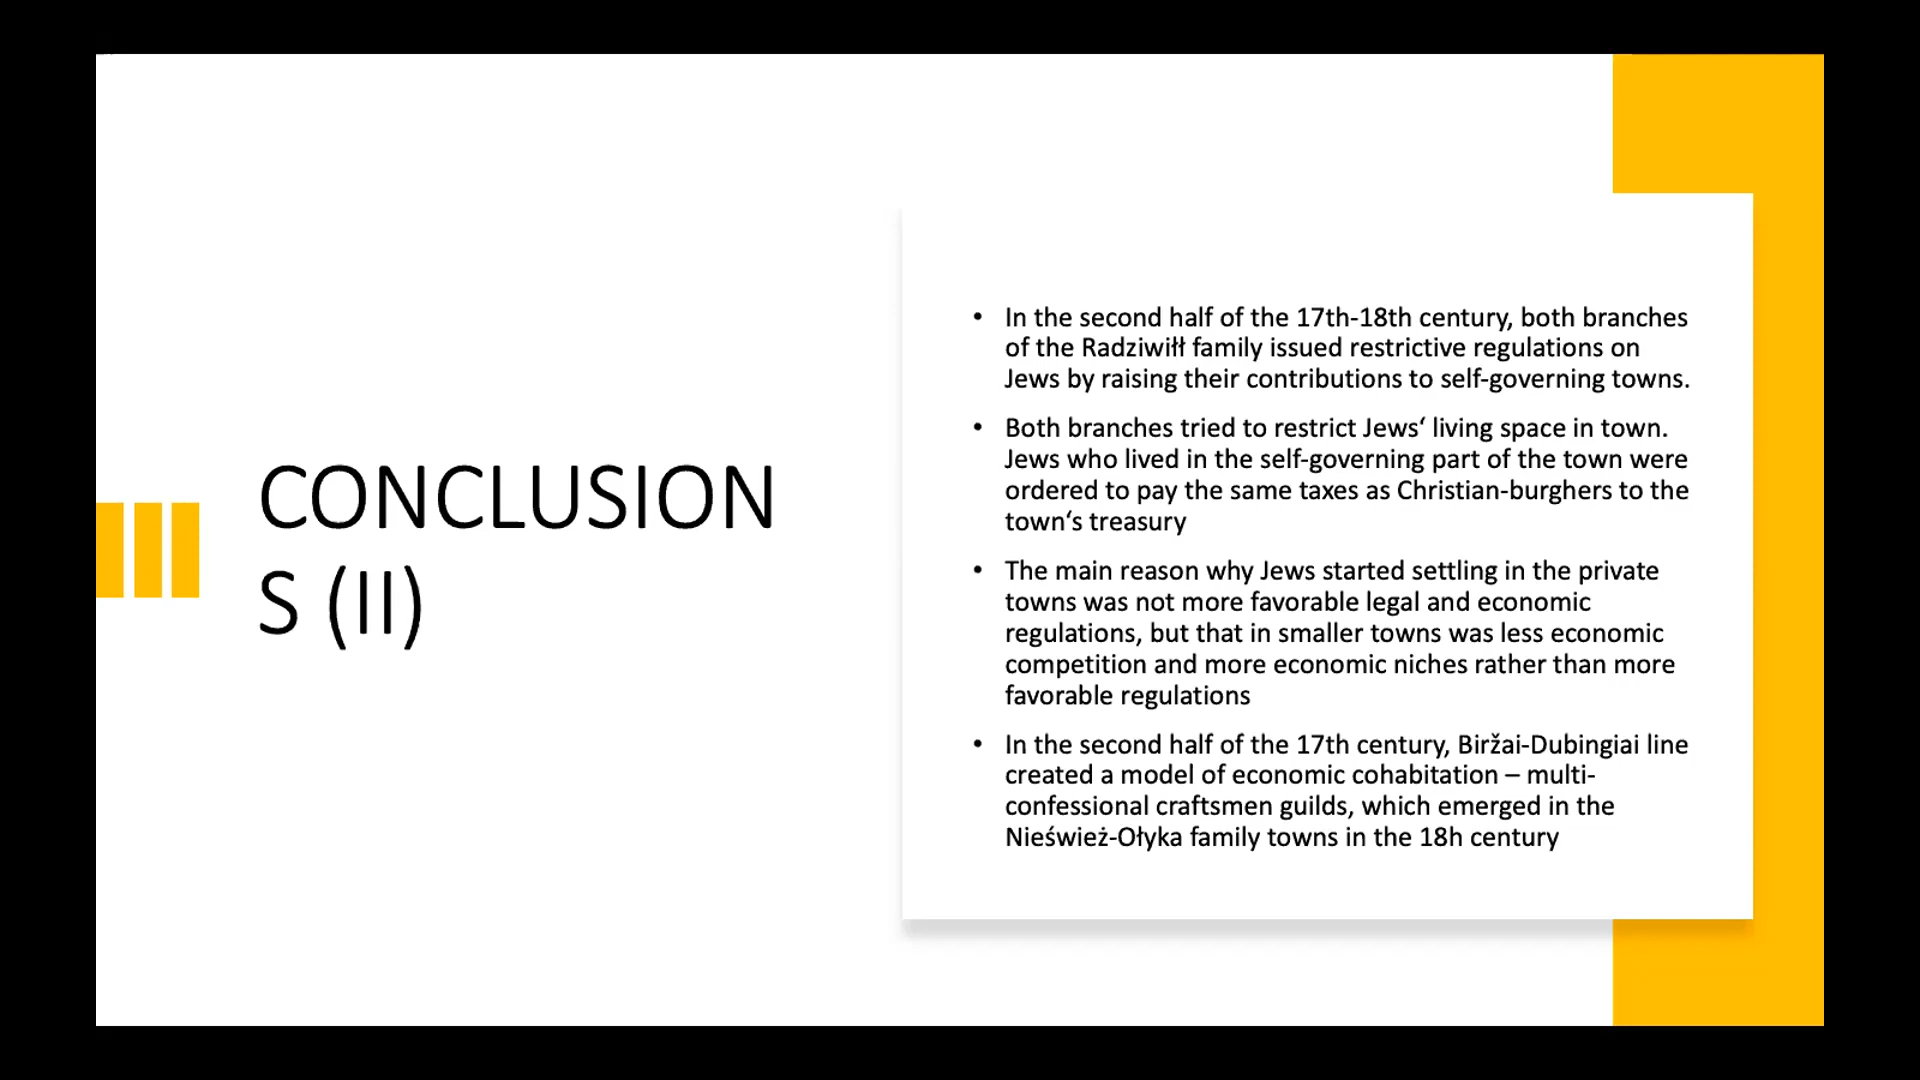 CONCLUSION
S (II)
• In the second half of the 17th-18th century, both branches
of the Radziwiłł family issued restrictive regulations on
Jews by raising their contributions to self-governing towns.
• Both branches tried to restrict Jews‘ living space in town.
Jews who lived in the self-governing part of the town were
ordered to pay the same taxes as Christian-burghers to the
town‘s treasury
• The main reason why Jews started settling in the private
towns was not more favorable legal and economic
regulations, but that in smaller towns was less economic
competition and more economic niches rather than more
favorable regulations
• In the second half of the 17th century, Biržai-Dubingiai line
created a model of economic cohabitation – multi-
confessional craftsmen guilds, which emerged in the
Nieśwież-Ołyka family towns in the 18h century